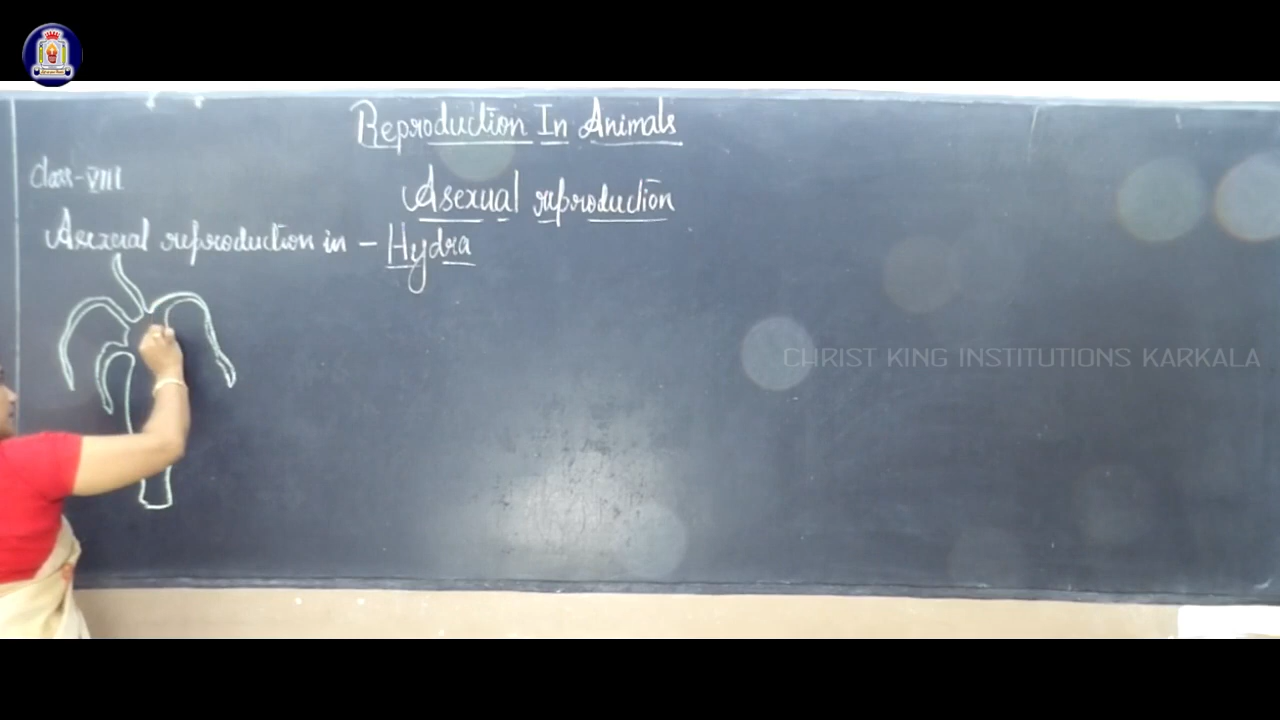 Reproduction In Animals
Class-VIII
Asexual reproduction
Asexual reproduction in - Hydra
CHRIST KING INSTITUTIONS KARKALA